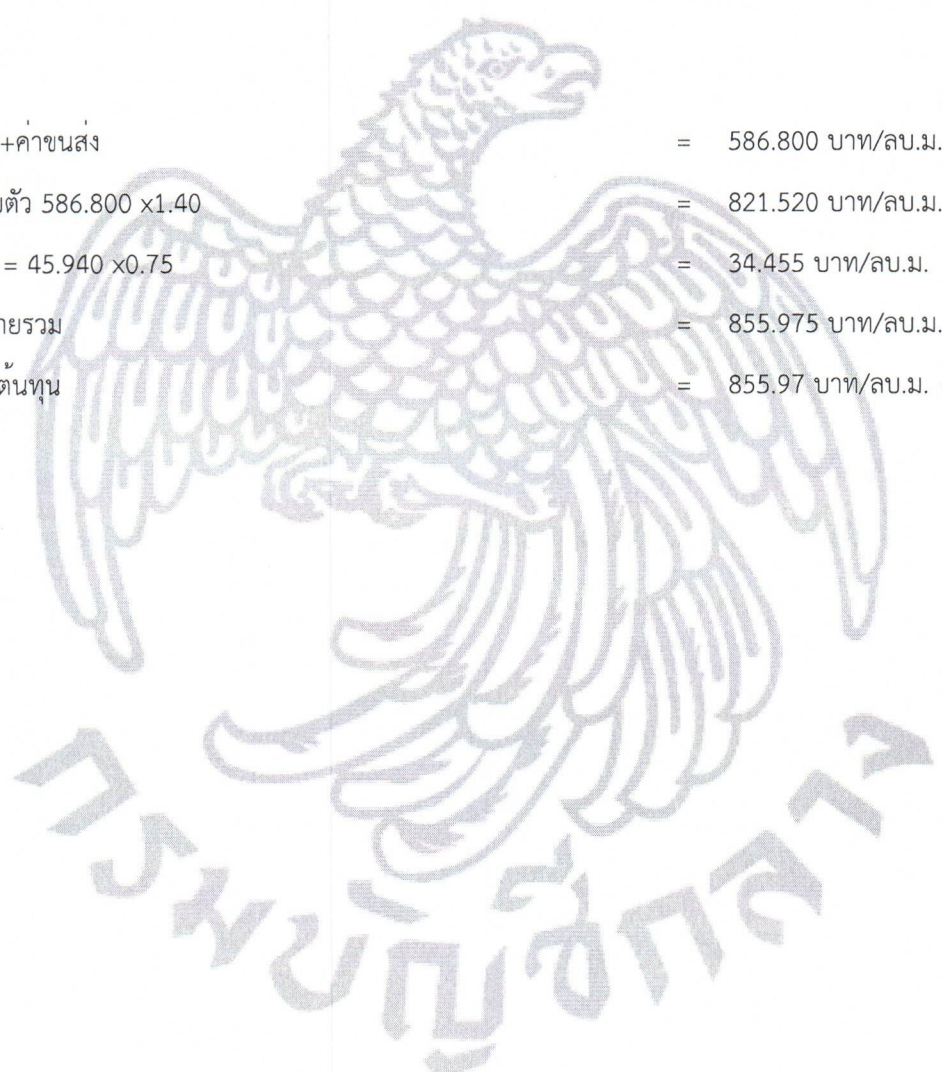 +ค่าขนส่ง = 586.800 บาท/ลบ.ม.
ตัว 586.800 x1.40 = 821.520 บาท/ลบ.ม.
= 45.940 x0.75 = 34.455 บาท/ลบ.ม.
ายรวม = 855.975 บาท/ลบ.ม.
ต้นทุน = 855.97 บาท/ลบ.ม.
กรมบัญชีกลาง